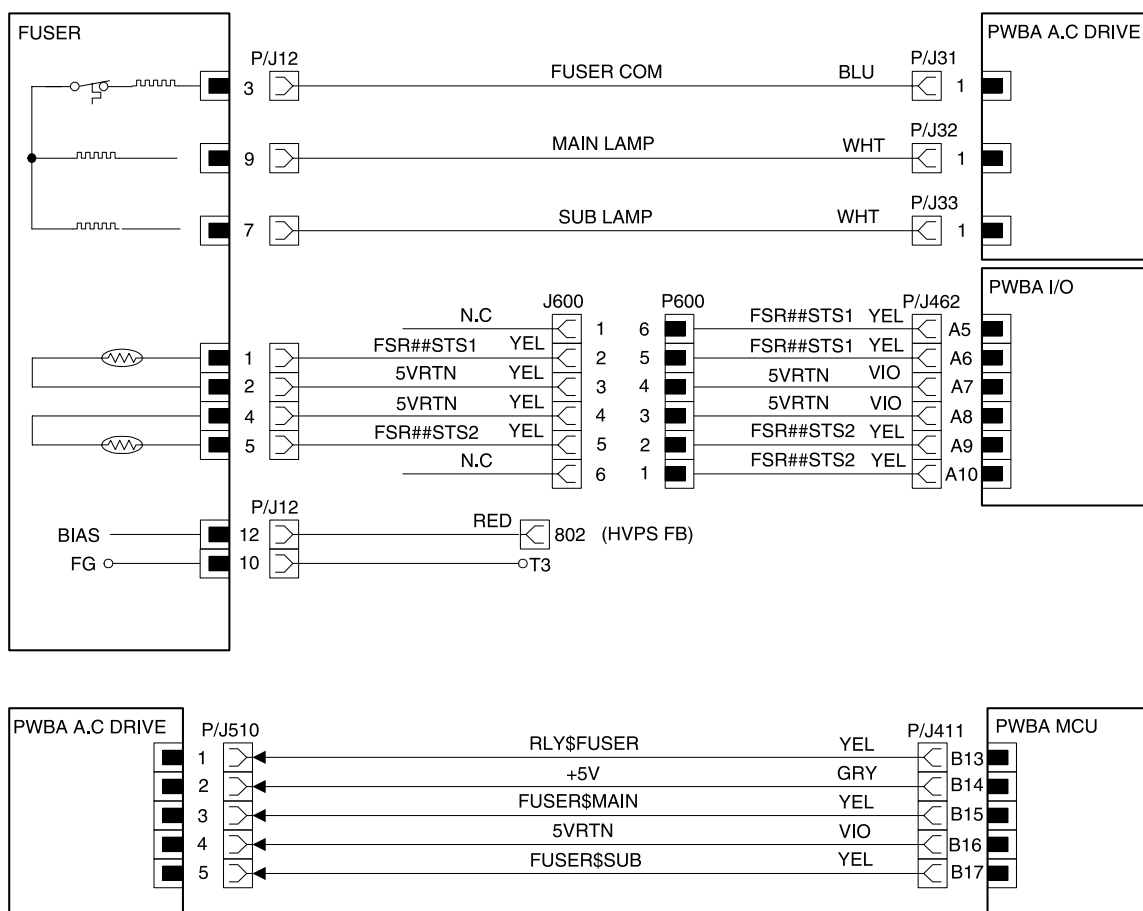 FUSER
PWBA A.C DRIVE
P/J12
P/J31
3 FUSER COM BLU 1
P/J32
9 MAIN LAMP WHT 1
P/J33
7 SUB LAMP WHT 1
PWBA I/O
J600 P600 P/J462
N.C 1 6 FSR##STS1 YEL A5
1 FSR##STS1 YEL 2 5 FSR##STS1 YEL A6
2 5VRTN YEL 3 4 5VRTN VIO A7
4 5VRTN YEL 4 3 5VRTN VIO A8
5 FSR##STS2 YEL 5 2 FSR##STS2 YEL A9
N.C 6 1 FSR##STS2 YEL A10
P/J12
BIAS 12 RED 802 (HVPS FB)
FG 10 T3
PWBA A.C DRIVE P/J510 P/J411 PWBA MCU
1 RLY$FUSER YEL B13
2 +5V GRY B14
3 FUSER$MAIN YEL B15
4 5VRTN VIO B16
5 FUSER$SUB YEL B17